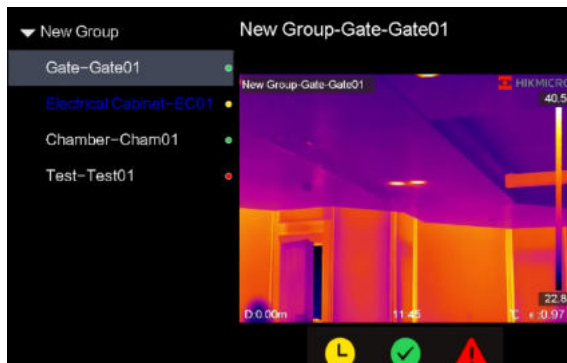 New Group
Gate-Gate01
Electrical Cabinet-EC01
Chamber-Cham01
Test-Test01
New Group-Gate-Gate01
New Group-Gate-Gate01
HIKMICRO
40.5
22.8
D:0.00m 11:45 ℃ ε:0.97